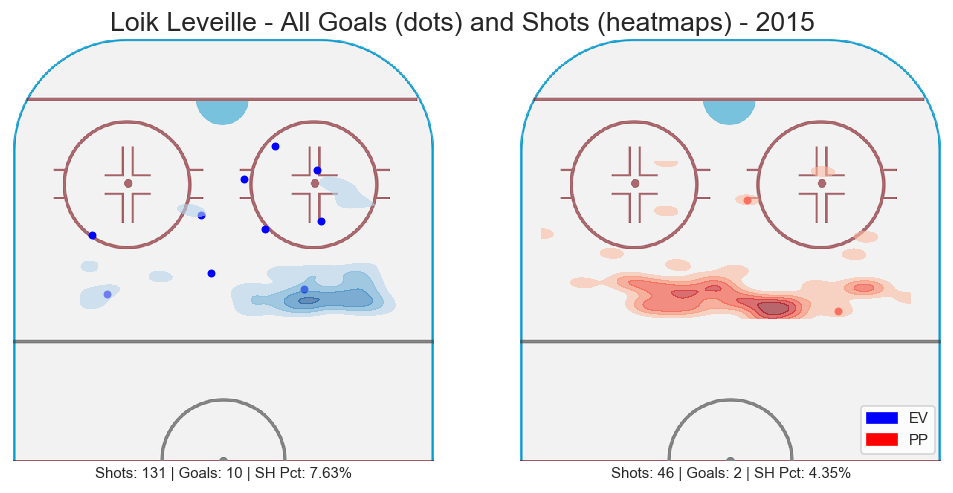 Loik Leveille - All Goals (dots) and Shots (heatmaps) - 2015
EV
PP
Shots: 131 | Goals: 10 | SH Pct: 7.63%
Shots: 46 | Goals: 2 | SH Pct: 4.35%